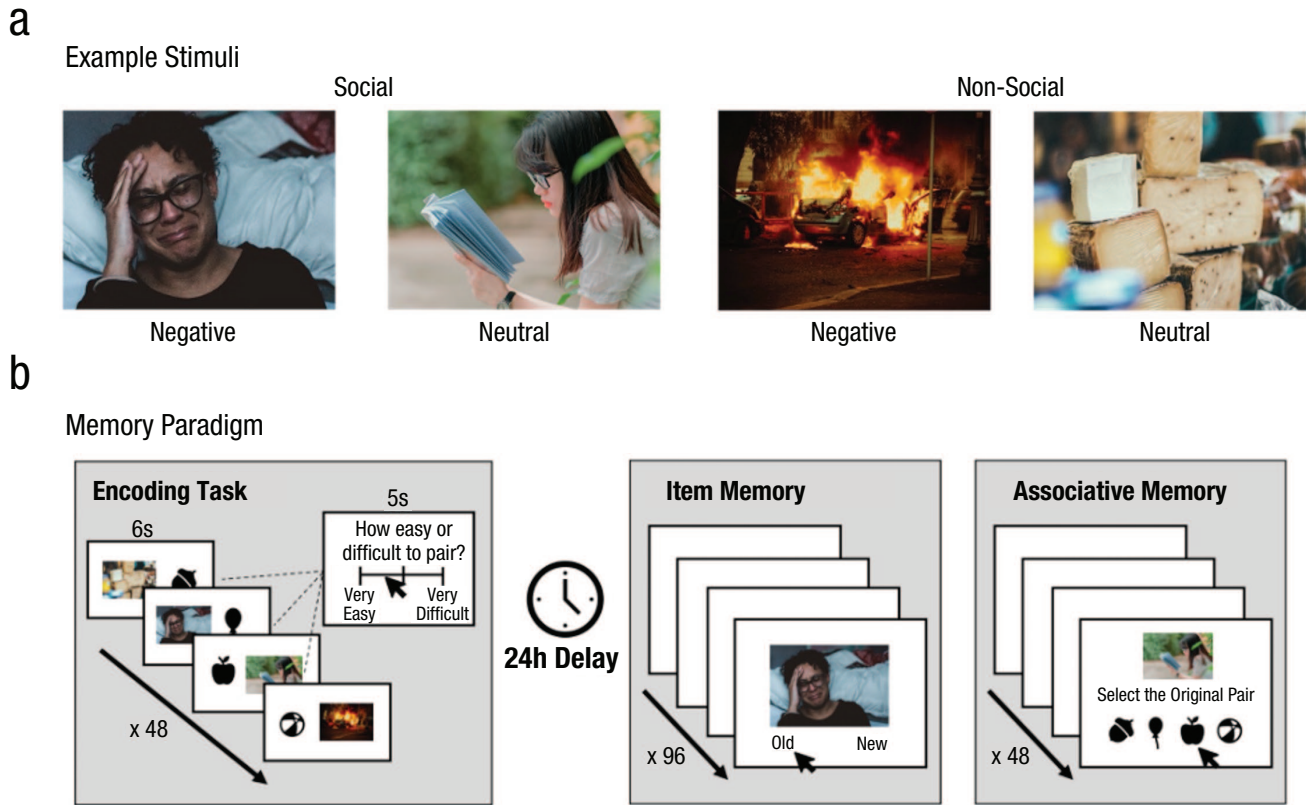 a
Example Stimuli
Social
Non-Social
Negative
Neutral
Negative
Neutral
b
Memory Paradigm
Encoding Task
6s
5s
How easy or
difficult to pair?
Very
Easy
Very
Difficult
x 48
24h Delay
Item Memory
Old
New
x 96
Associative Memory
Select the Original Pair
x 48